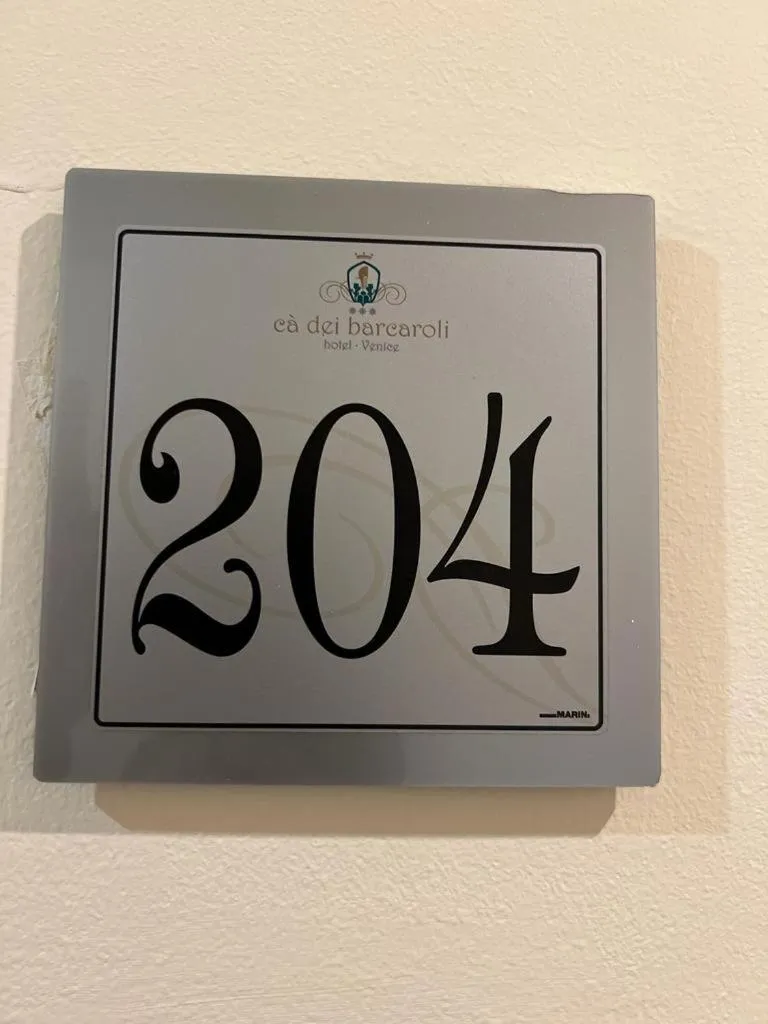 cà dei barcaroli
hotel · Venice
204
MARIN